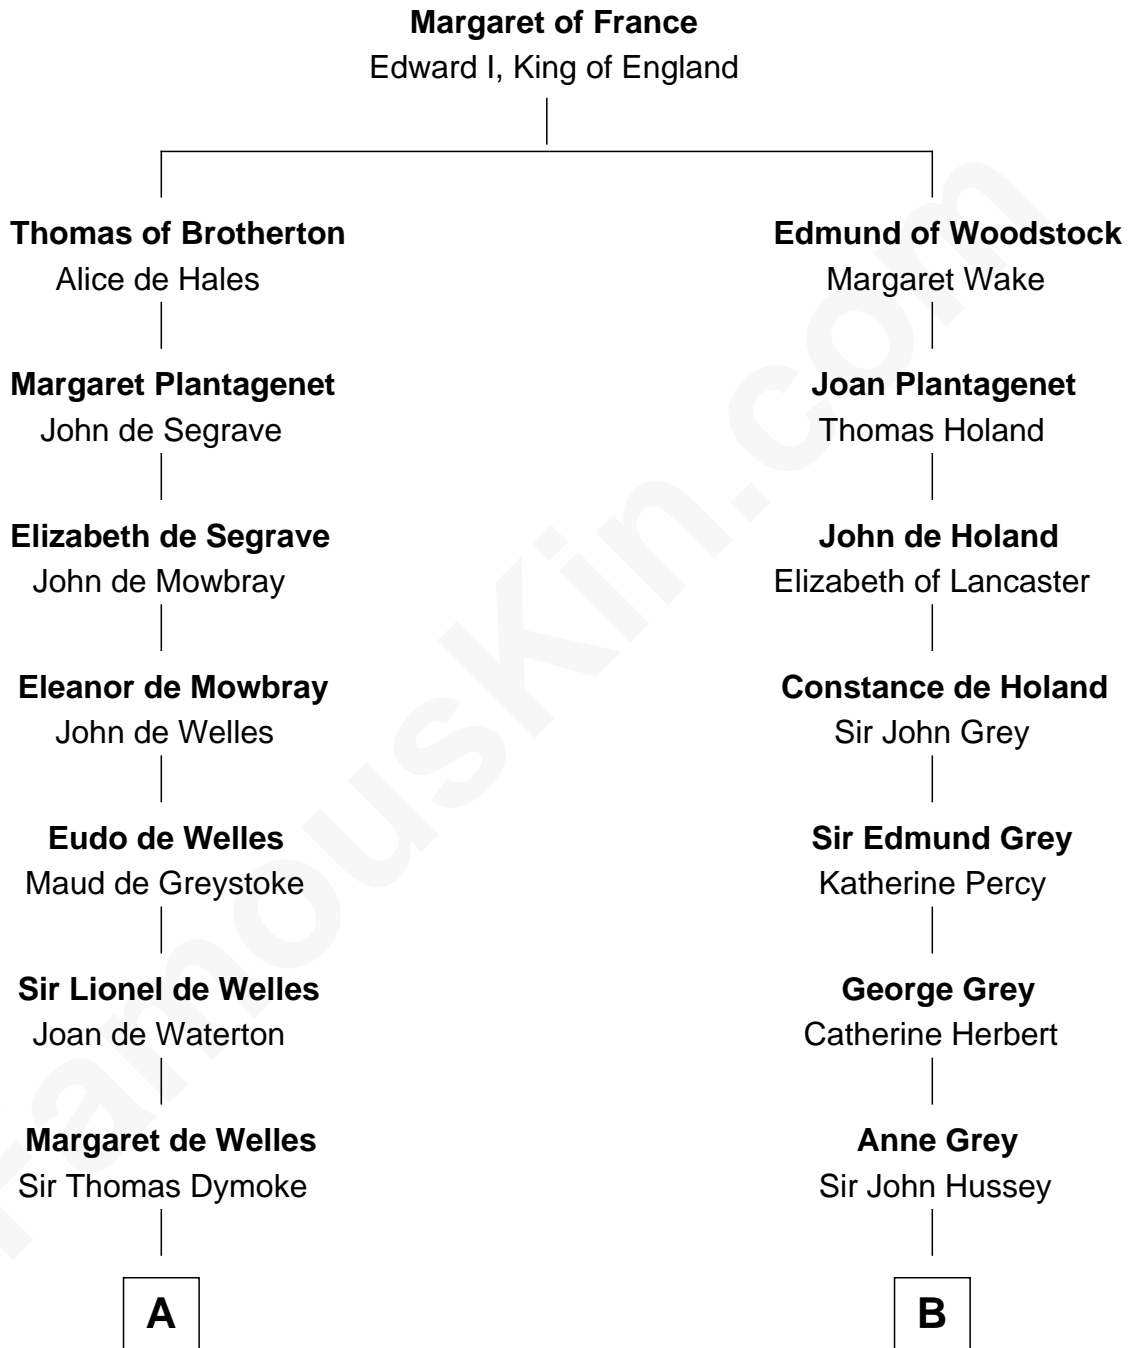 Margaret of France
Edward I, King of England
Thomas of Brotherton
Alice de Hales
Edmund of Woodstock
Margaret Wake
Margaret Plantagenet
John de Segrave
Joan Plantagenet
Thomas Holand
Elizabeth de Segrave
John de Mowbray
John de Holand
Elizabeth of Lancaster
Eleanor de Mowbray
John de Welles
Constance de Holand
Sir John Grey
Eudo de Welles
Maud de Greystoke
Sir Edmund Grey
Katherine Percy
Sir Lionel de Welles
Joan de Waterton
George Grey
Catherine Herbert
Margaret de Welles
Sir Thomas Dymoke
Anne Grey
Sir John Hussey
A
B
FamousKin.com